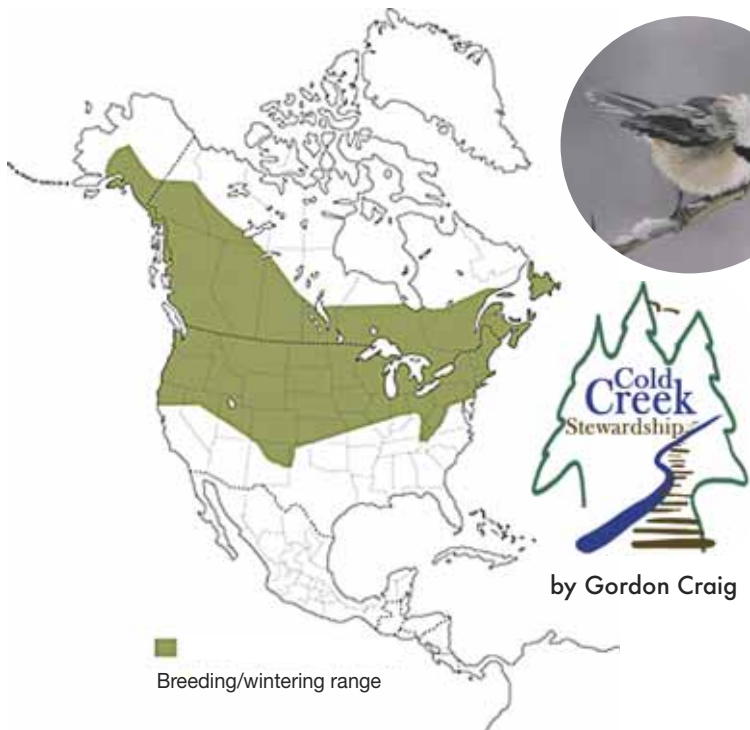 Cold
Creek
Stewardship
by Gordon Craig
Breeding/wintering range